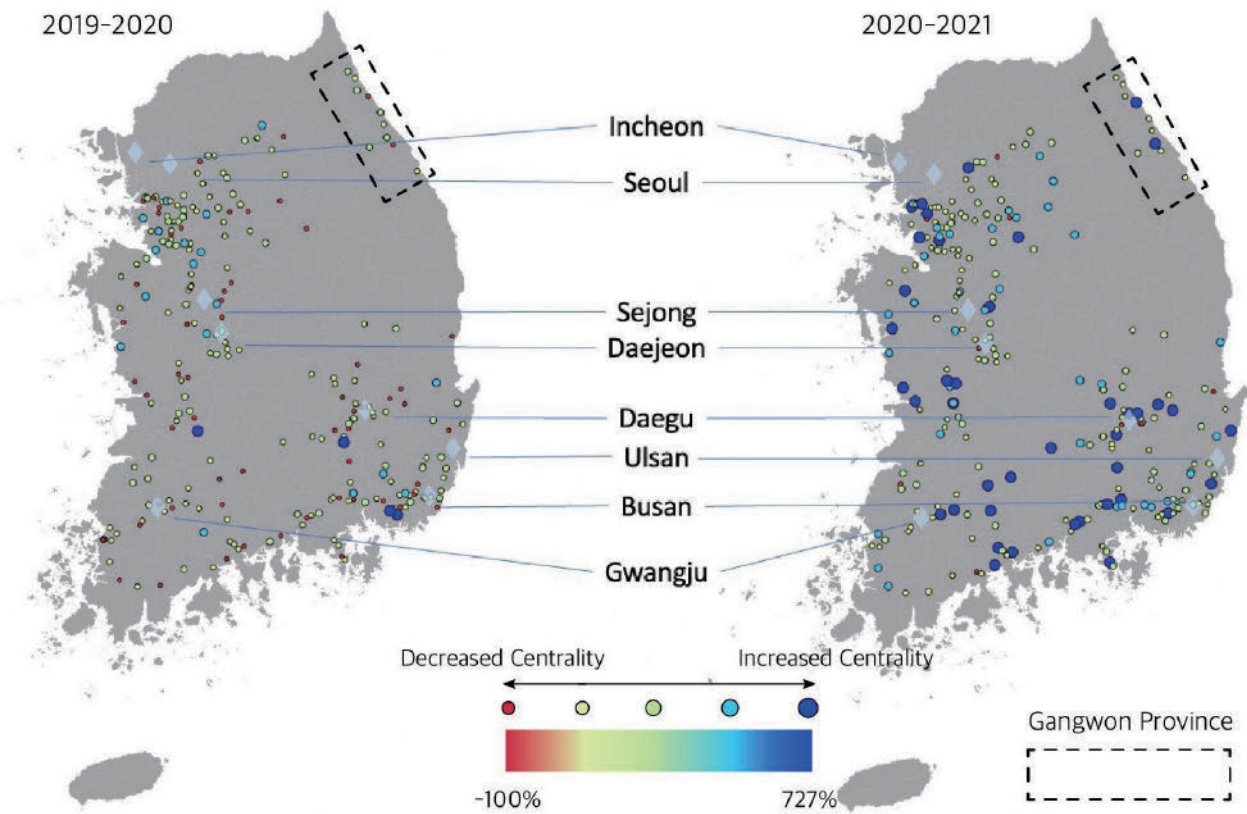 2019-2020
2020-2021
Incheon
Seoul
Sejong
Daejeon
Daegu
Ulsan
Busan
Gwangju
Decreased Centrality
Increased Centrality
-100%
727%
Gangwon Province